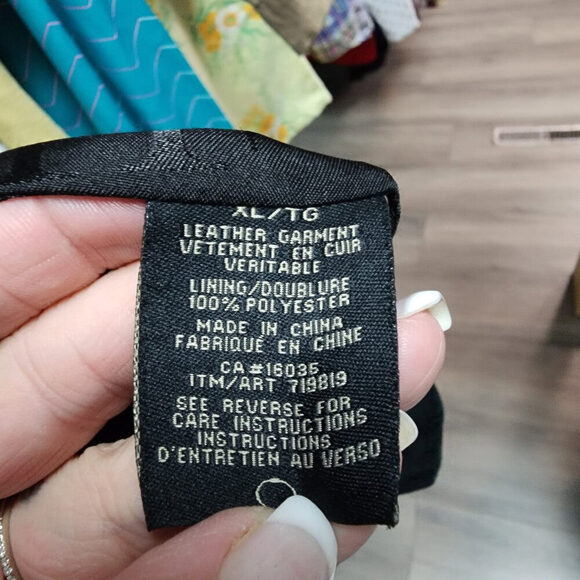 XL/TG
LEATHER GARMENT
VETEMENT EN CUIR
VERITABLE
LINING/DOUBLURE
100% POLYESTER
MADE IN CHINA
FABRIQUÉ EN CHINE
CA #16035
ITM/ART 719819
SEE REVERSE FOR
CARE INSTRUCTIONS
INSTRUCTIONS
D'ENTRETIEN AU VERSO